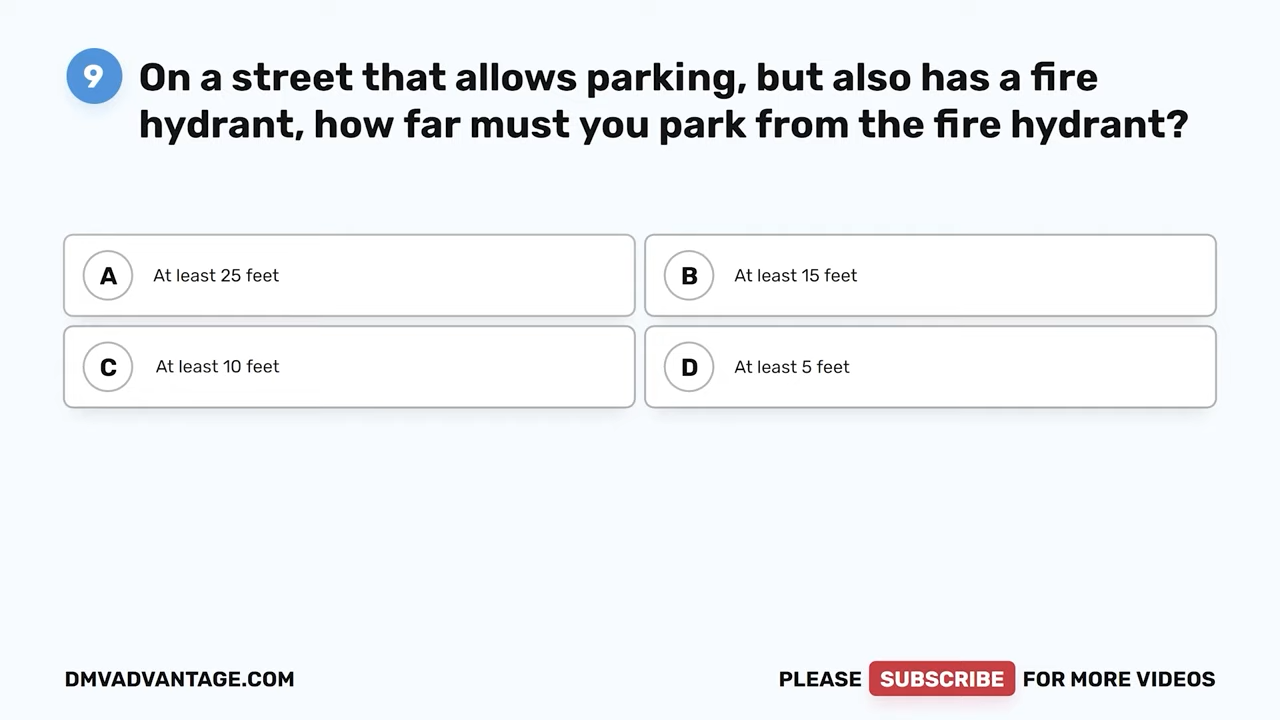 9
On a street that allows parking, but also has a fire
hydrant, how far must you park from the fire hydrant?
A At least 25 feet
B At least 15 feet
C At least 10 feet
D At least 5 feet
DMVADVANTAGE.COM
PLEASE SUBSCRIBE FOR MORE VIDEOS